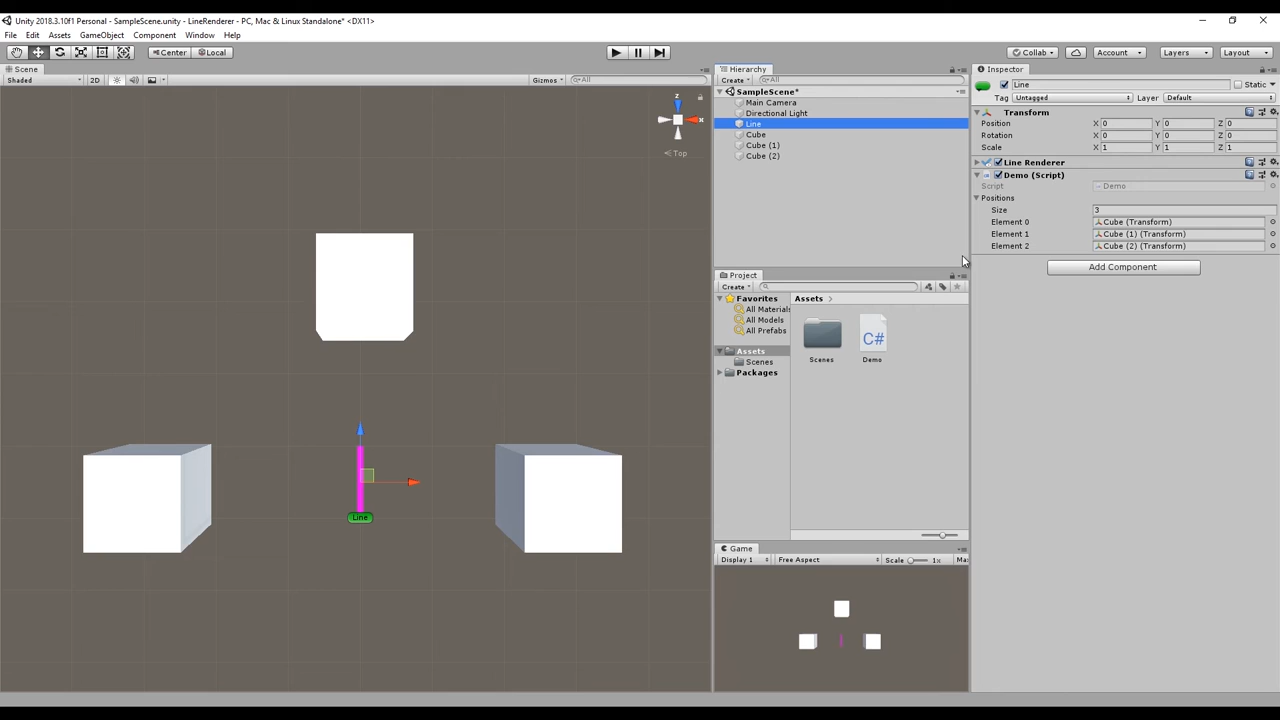 Unity 2018.3.10f1 Personal - SampleScene.unity - LineRenderer - PC, Mac & Linux Standalone* <DX11>
File Edit Assets GameObject Component Window Help
Center Local Collab Account Layers Layout
Scene
Shaded 2D Gizmos All
z
x
Top
Line
Hierarchy
Create All
SampleScene*
Main Camera
Directional Light
Line
Cube
Cube (1)
Cube (2)
Project
Create
Favorites
All Materials
All Models
All Prefabs
Assets
Scenes
Packages
Assets
C#
Scenes Demo
Game
Display 1 Free Aspect Scale 1x Ma
Inspector
Line Static
Tag Untagged Layer Default
Transform
Position X 0 Y 0 Z 0
Rotation X 0 Y 0 Z 0
Scale X 1 Y 1 Z 1
Line Renderer
Demo (Script)
Script Demo
Positions
Size 3
Element 0 Cube (Transform)
Element 1 Cube (1) (Transform)
Element 2 Cube (2) (Transform)
Add Component